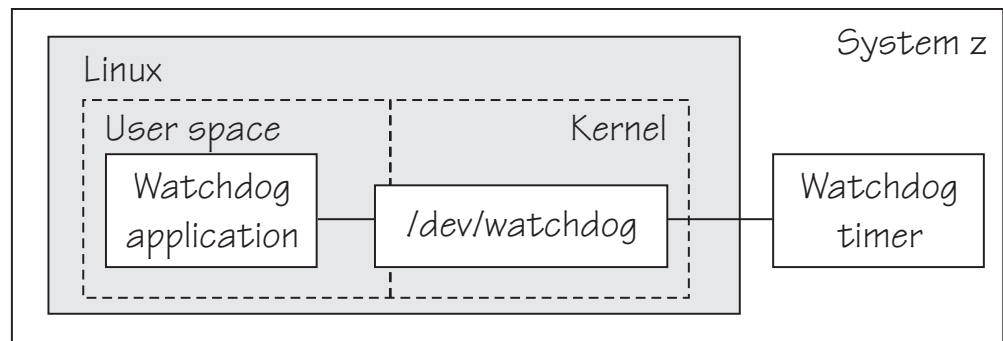 System z
Linux
User space
Kernel
Watchdog
application
/dev/watchdog
Watchdog
timer